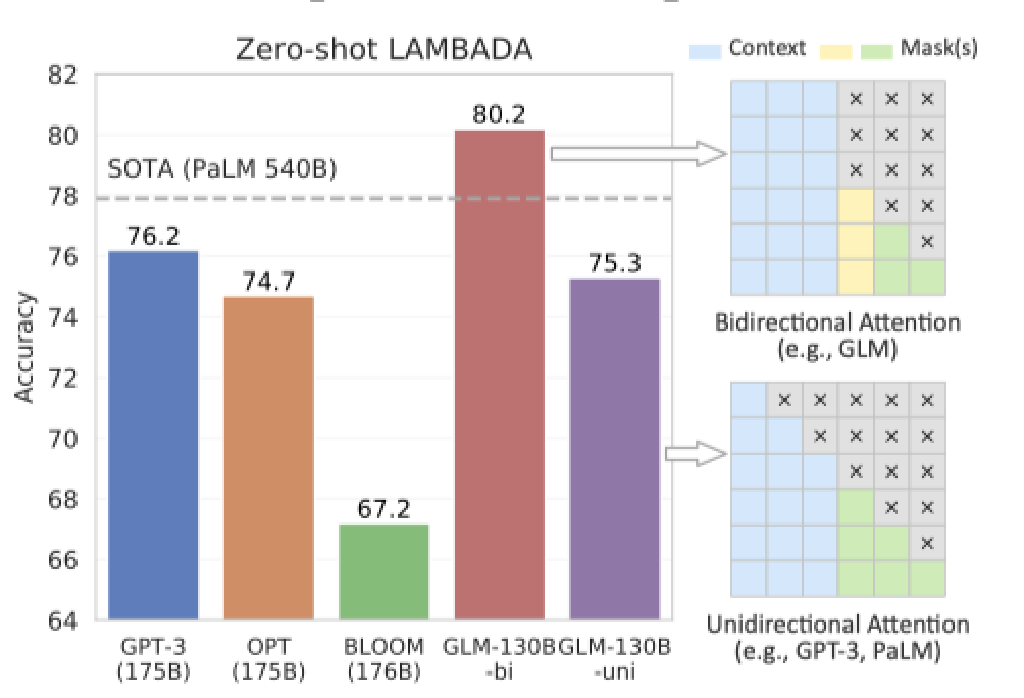 Zero-shot LAMBADA
Accuracy
82
80
78
76
74
72
70
68
66
64
SOTA (PaLM 540B)
76.2
74.7
67.2
80.2
75.3
GPT-3
(175B)
OPT
(175B)
BLOOM
(176B)
GLM-130B
-bi
GLM-130B
-uni
Context
Mask(s)
× × ×
× × ×
× × ×
× ×
×
Bidirectional Attention
(e.g., GLM)
× × × × ×
× × × ×
× × ×
× ×
×
Unidirectional Attention
(e.g., GPT-3, PaLM)